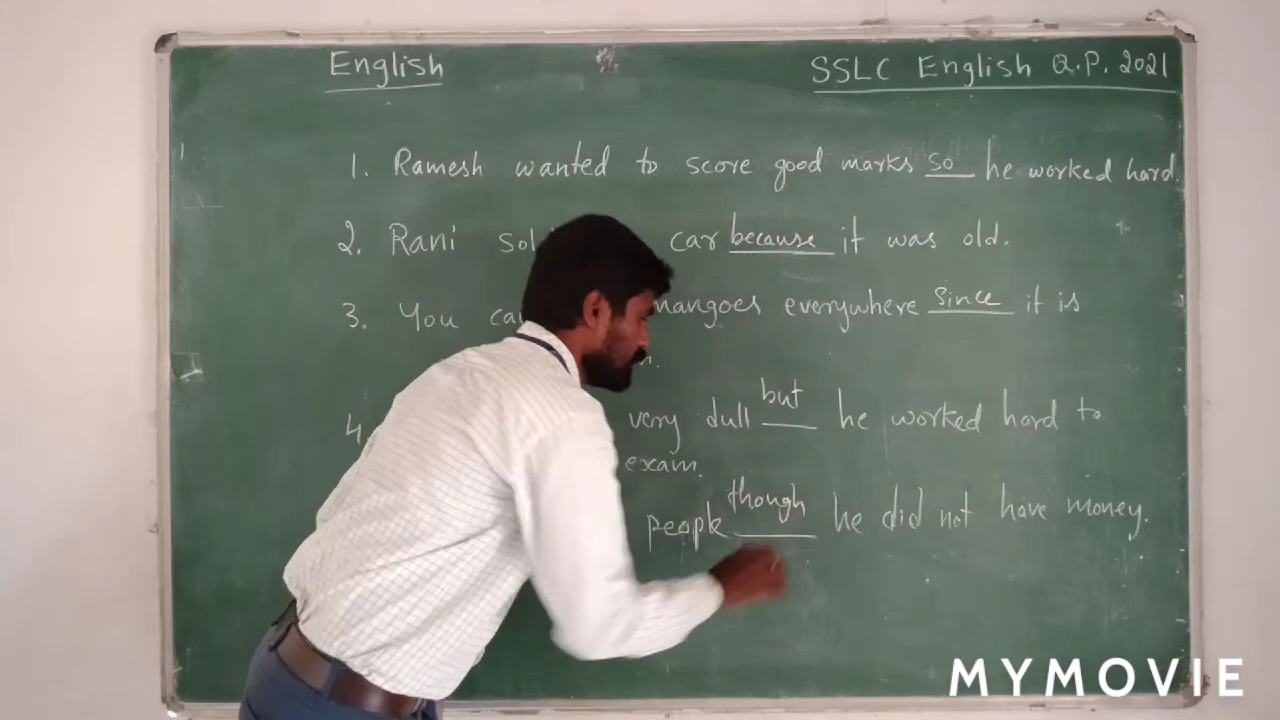 English
SSLC English Q.P. 2021
1. Ramesh wanted to score good marks so he worked hard.
2. Rani car because it was old.
3. You mangoes everywhere since it is
4 very dull but he worked hard to
exam.
people though he did not have money.
MYMOVIE